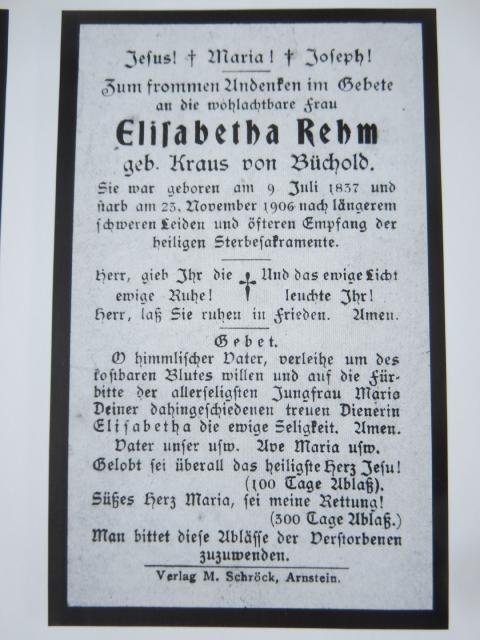 Jesus! † Maria! † Joseph!
Zum frommen Andenken im Gebete
an die wohlachtbare Frau
Elisabetha Rehm
geb. Kraus von Büchold.
Sie war geboren am 9. Juli 1837 und
starb am 23. November 1906 nach längerem
schweren Leiden und öfteren Empfang der
heiligen Sterbesakramente.
Herr, gieb Ihr die † Und das ewige Licht
ewige Ruhe! leuchte Ihr!
Herr, laß Sie ruhen in Frieden. Amen.
Gebet.
O himmlischer Vater, verleihe um des
kostbaren Blutes willen und auf die Für-
bitte der allerseligsten Jungfrau Maria
Deiner dahingeschiedenen treuen Dienerin
Elisabetha die ewige Seligkeit. Amen.
Vater unser usw. Ave Maria usw.
Gelobt sei überall das heiligste Herz Jesu!
(100 Tage Ablaß).
Süßes Herz Maria, sei meine Rettung!
(300 Tage Ablaß.)
Man bittet diese Ablässe der Verstorbenen
zuzuwenden.
Verlag M. Schröck, Arnstein.